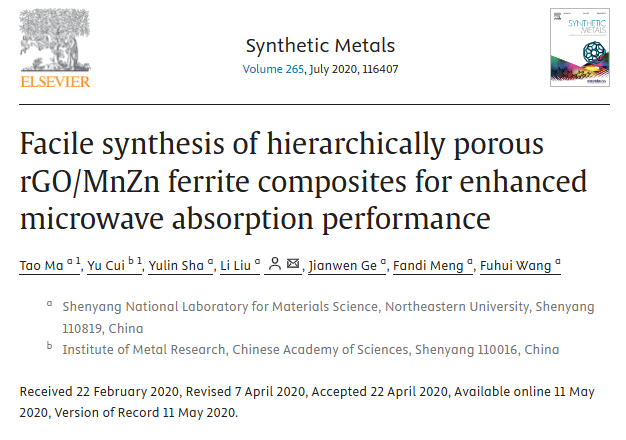 ELSEVIER
Synthetic Metals
Volume 265, July 2020, 116407
SYNTHETIC
METALS
Facile synthesis of hierarchically porous
rGO/MnZn ferrite composites for enhanced
microwave absorption performance
Tao Ma a 1, Yu Cui b 1, Yulin Sha a, Li Liu a, Jianwen Ge a, Fandi Meng a, Fuhui Wang a
a Shenyang National Laboratory for Materials Science, Northeastern University, Shenyang
110819, China
b Institute of Metal Research, Chinese Academy of Sciences, Shenyang 110016, China
Received 22 February 2020, Revised 7 April 2020, Accepted 22 April 2020, Available online 11 May
2020, Version of Record 11 May 2020.